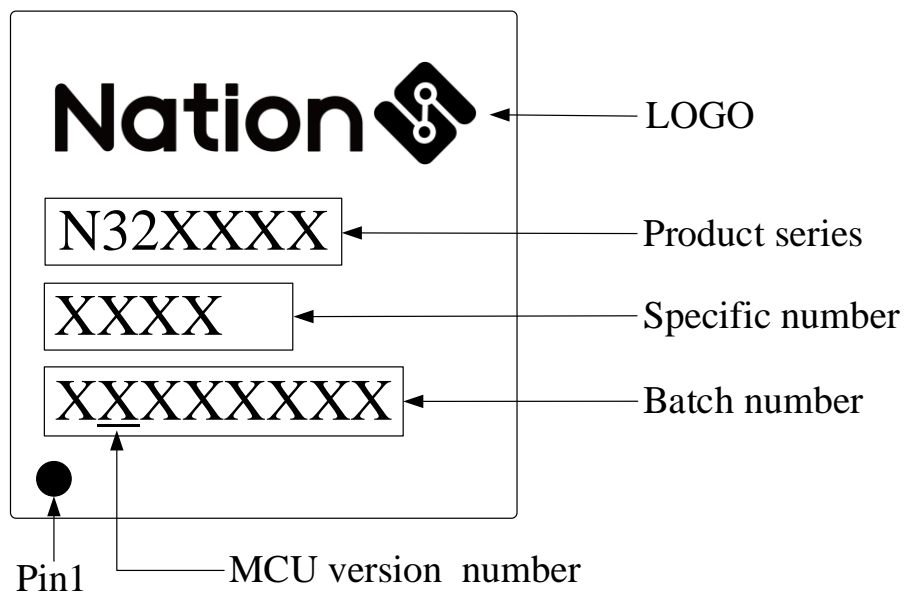 Nation
LOGO
N32XXXX
Product series
XXXX
Specific number
XXXXXXXX
Batch number
Pin1
MCU version number